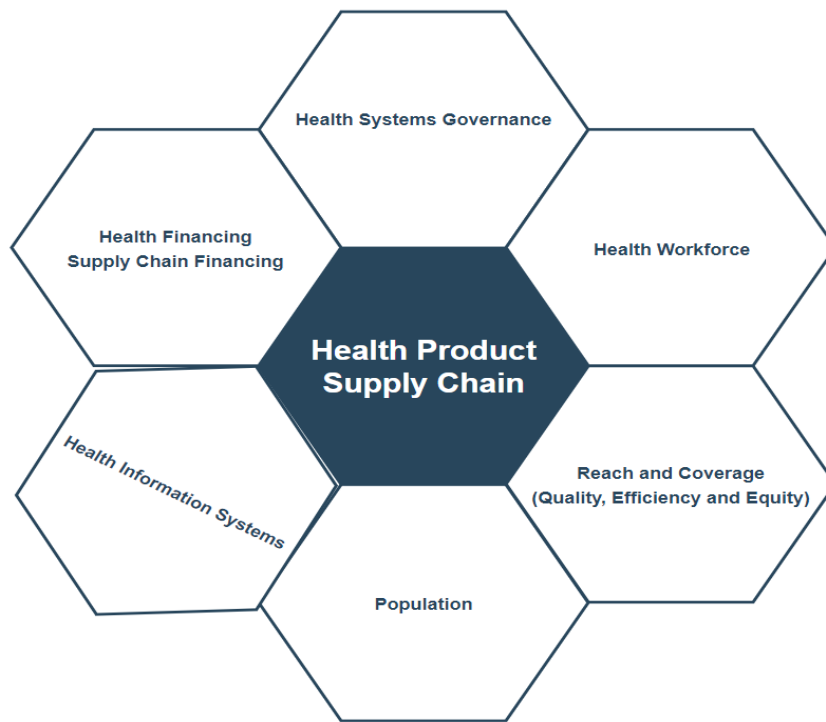 Health Systems Governance
Health Financing
Supply Chain Financing
Health Workforce
Health Product
Supply Chain
Health Information Systems
Reach and Coverage
(Quality, Efficiency and Equity)
Population